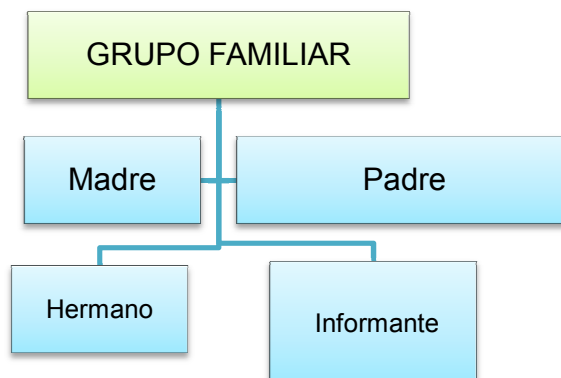 GRUPO FAMILIAR
Madre
Padre
Hermano
Informante